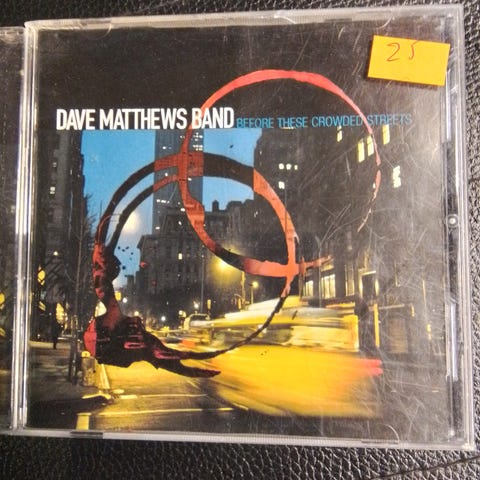 25
DAVE MATTHEWS BAND BEFORE THESE CROWDED STREETS